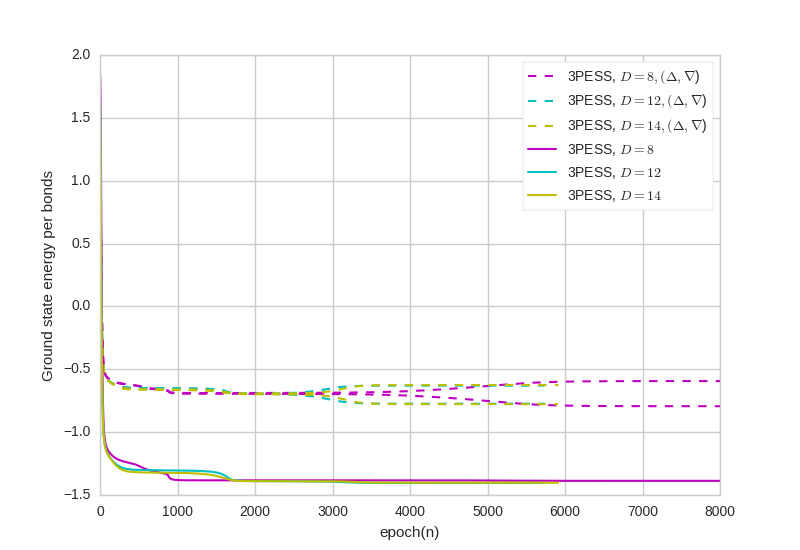 2.0
1.5
1.0
0.5
0.0
−0.5
−1.0
−1.5
Ground state energy per bonds
3PESS, D = 8, (Δ, ∇)
3PESS, D = 12, (Δ, ∇)
3PESS, D = 14, (Δ, ∇)
3PESS, D = 8
3PESS, D = 12
3PESS, D = 14
0 1000 2000 3000 4000 5000 6000 7000 8000
epoch(n)